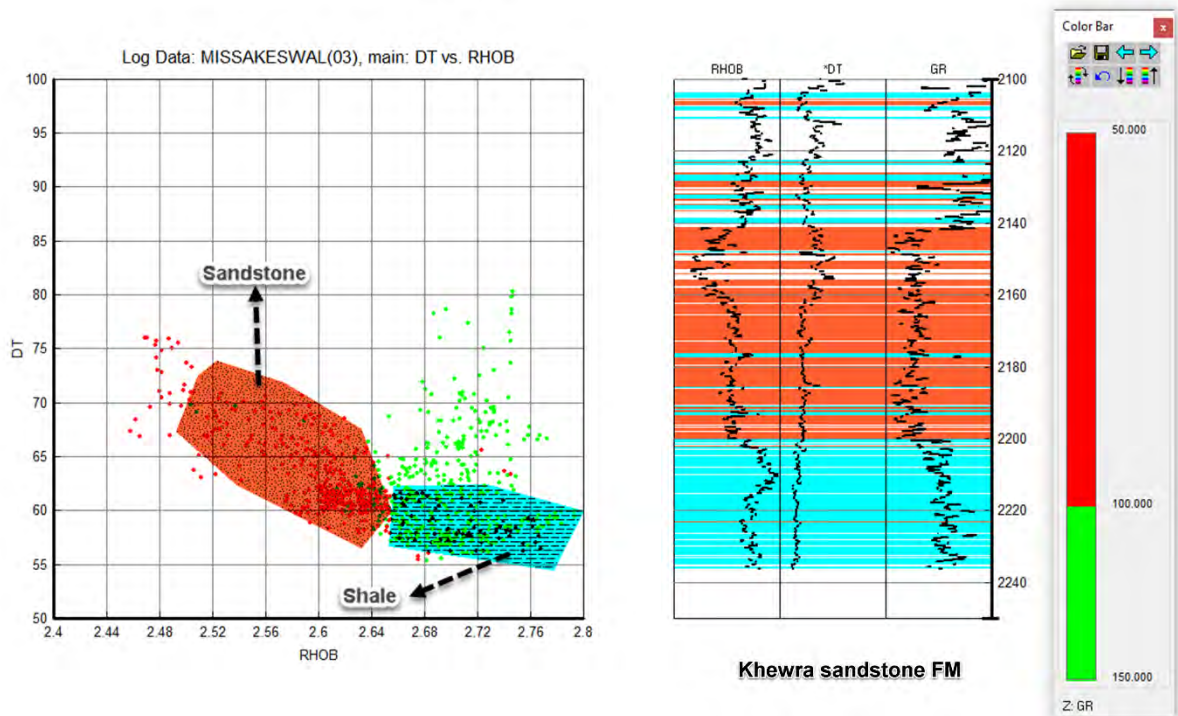 Log Data: MISSAKESWAL(03), main: DT vs. RHOB
100
95
90
85
80
75
70
65
60
55
50
DT
Sandstone
Shale
2.4 2.44 2.48 2.52 2.56 2.6 2.64 2.68 2.72 2.76 2.8
RHOB
RHOB *DT GR
2100
2120
2140
2160
2180
2200
2220
2240
Khewra sandstone FM
Color Bar
x
50.000
100.000
150.000
Z: GR